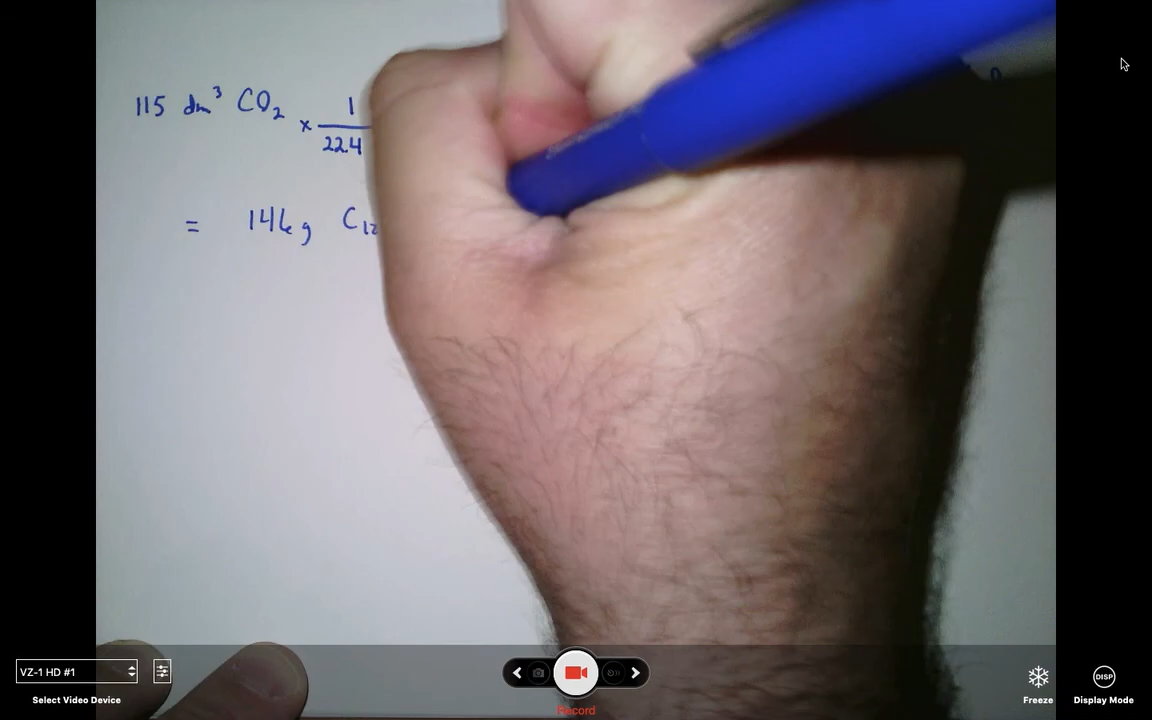 115 dm³ CO₂ × 1/22.4
= 146g C₁₂
VZ-1 HD #1
Select Video Device
Record
Freeze
DISP
Display Mode